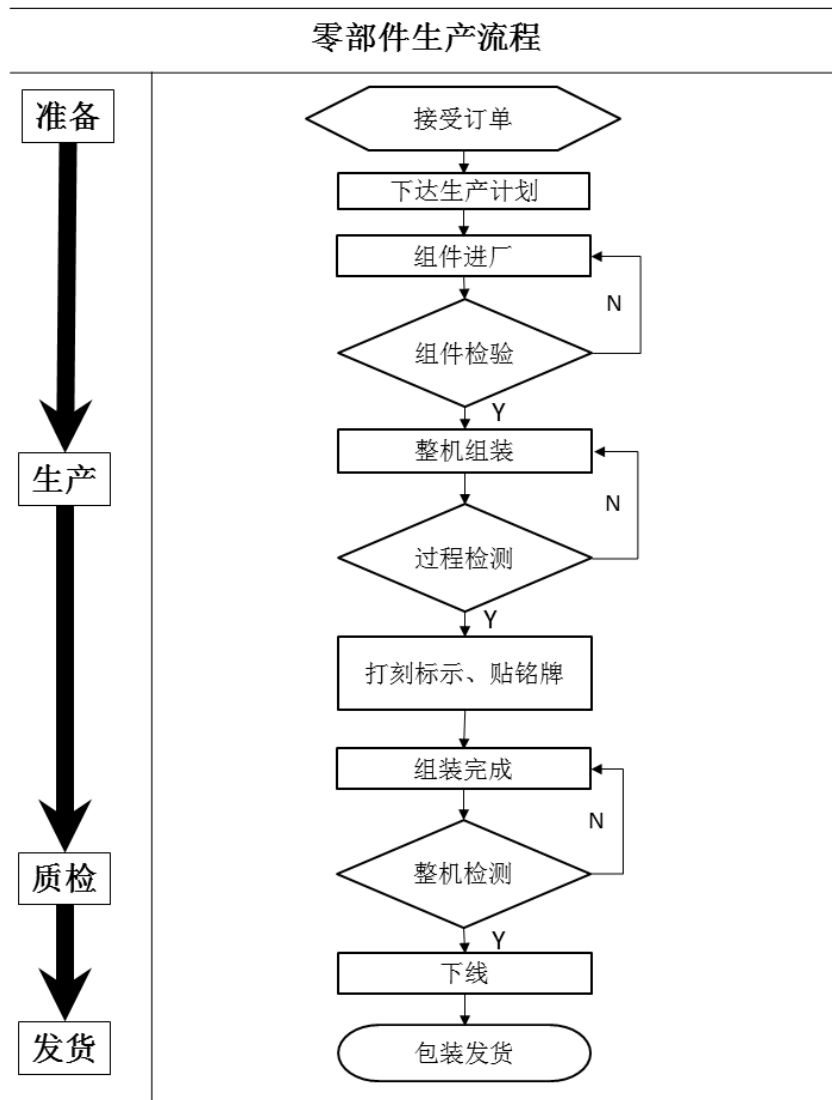 零部件生产流程
准备
接受订单
下达生产计划
组件进厂
N
组件检验
Y
生产
整机组装
N
过程检测
Y
打刻标示、贴铭牌
组装完成
N
质检
整机检测
Y
下线
发货
包装发货